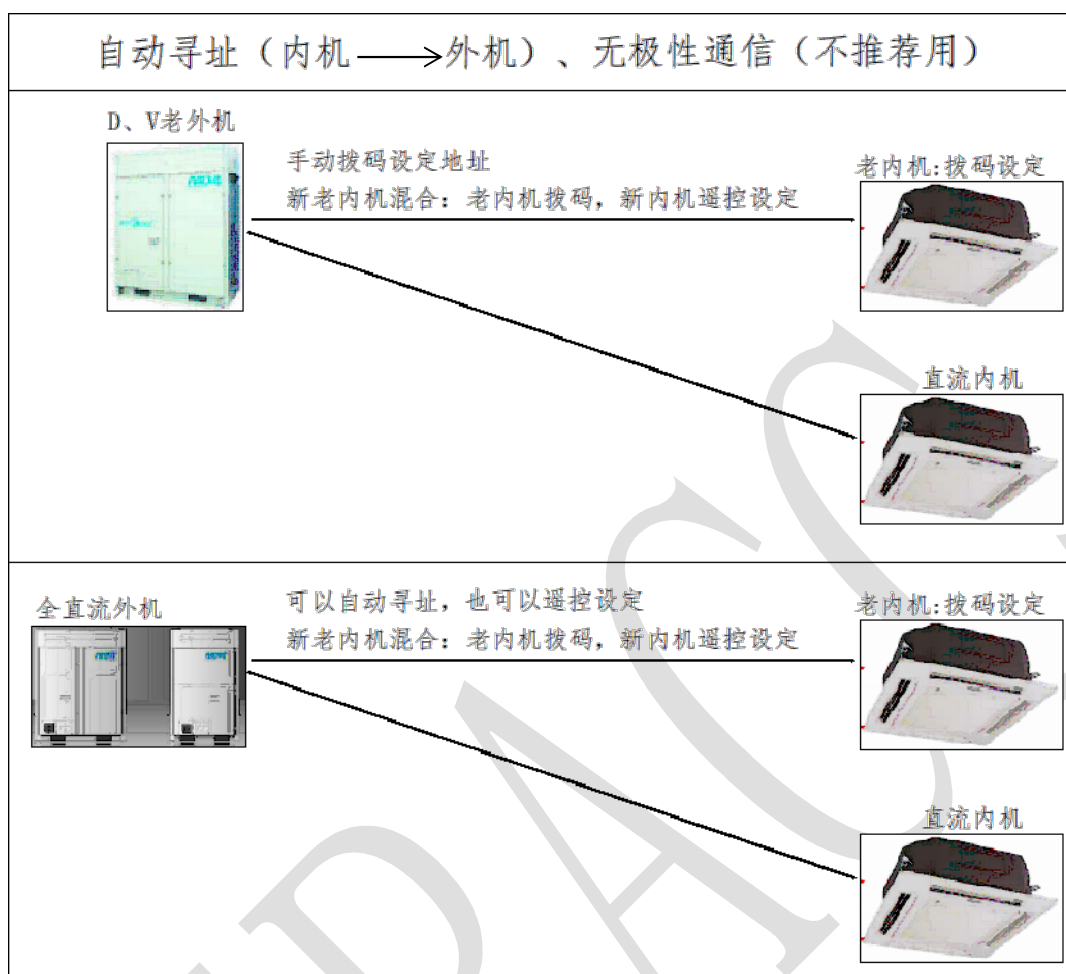 自动寻址（内机⟶外机）、无极性通信（不推荐用）
D、V老外机
手动拨码设定地址
新老内机混合：老内机拨码，新内机遥控设定
老内机:拨码设定
直流内机
全直流外机
可以自动寻址，也可以遥控设定
新老内机混合：老内机拨码，新内机遥控设定
老内机:拨码设定
直流内机